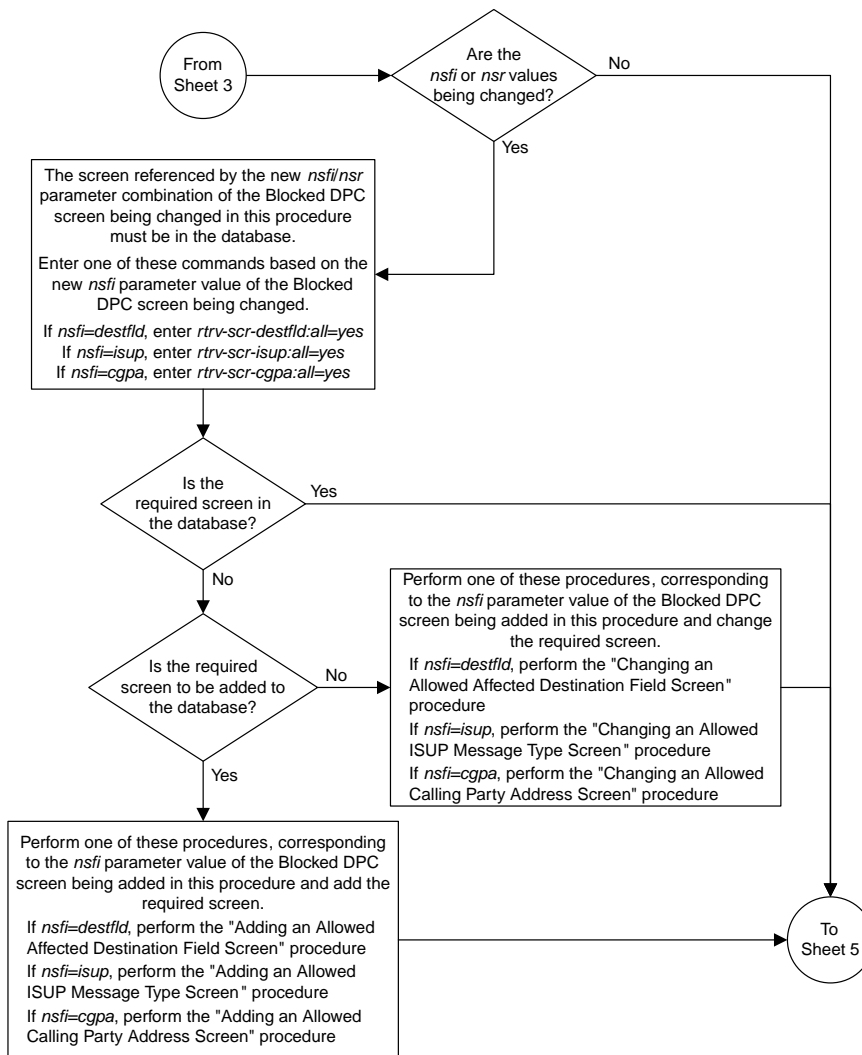 From
Sheet 3
Are the
nsfi or nsr values
being changed?
No
Yes
The screen referenced by the new nsfi/nsr
parameter combination of the Blocked DPC
screen being changed in this procedure
must be in the database.
Enter one of these commands based on the
new nsfi parameter value of the Blocked
DPC screen being changed.
If nsfi=destfld, enter rtrv-scr-destfld:all=yes
If nsfi=isup, enter rtrv-scr-isup:all=yes
If nsfi=cgpa, enter rtrv-scr-cgpa:all=yes
Is the
required screen in
the database?
Yes
No
Is the required
screen to be added to
the database?
No
Yes
Perform one of these procedures, corresponding
to the nsfi parameter value of the Blocked DPC
screen being added in this procedure and change
the required screen.
If nsfi=destfld, perform the "Changing an
Allowed Affected Destination Field Screen"
procedure
If nsfi=isup, perform the "Changing an Allowed
ISUP Message Type Screen" procedure
If nsfi=cgpa, perform the "Changing an Allowed
Calling Party Address Screen" procedure
Perform one of these procedures, corresponding
to the nsfi parameter value of the Blocked DPC
screen being added in this procedure and add the
required screen.
If nsfi=destfld, perform the "Adding an Allowed
Affected Destination Field Screen" procedure
If nsfi=isup, perform the "Adding an Allowed
ISUP Message Type Screen" procedure
If nsfi=cgpa, perform the "Adding an Allowed
Calling Party Address Screen" procedure
To
Sheet 5